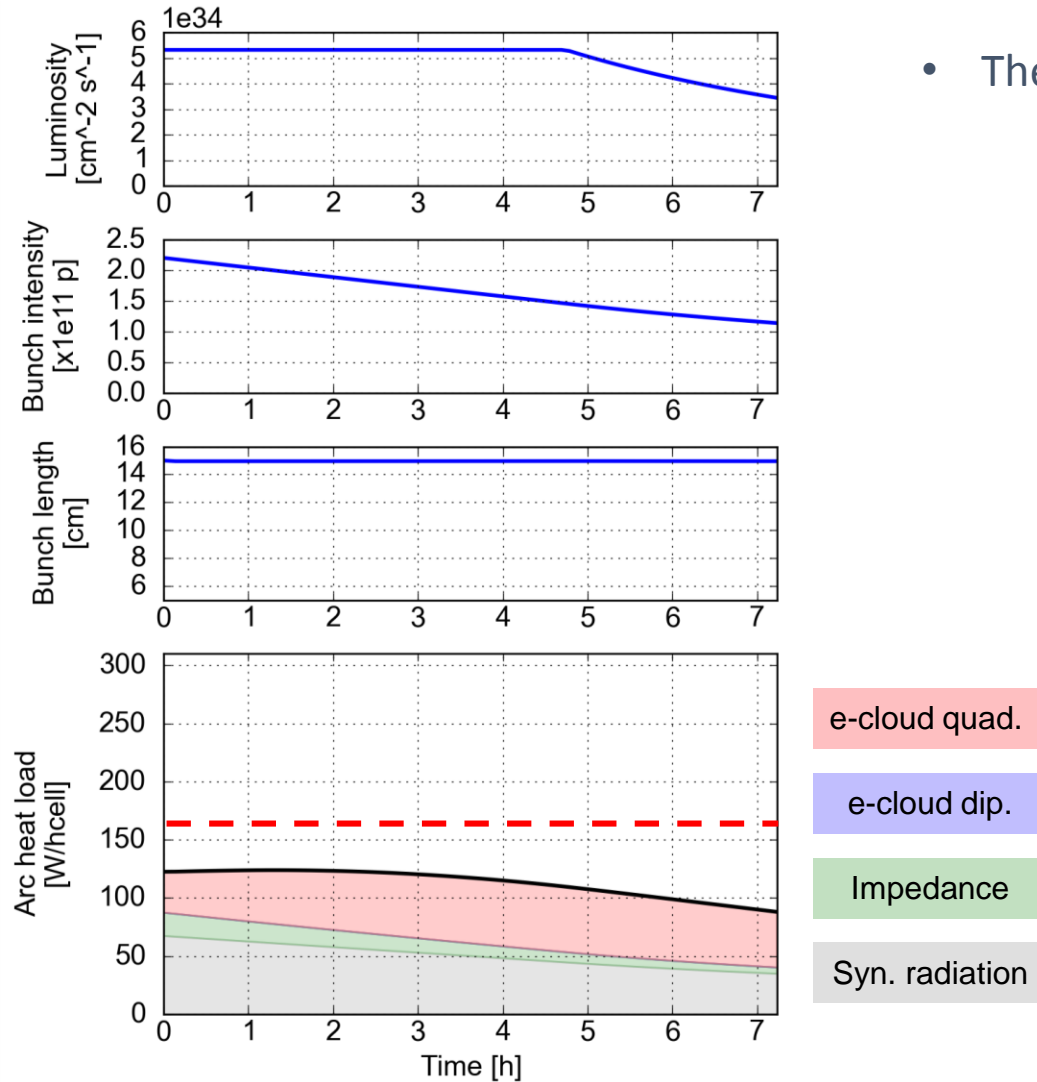 1e34
Luminosity
[cm^-2 s^-1]
6
5
4
3
2
1
0
0 1 2 3 4 5 6 7
• The
Bunch intensity
[x1e11 p]
2.5
2.0
1.5
1.0
0.5
0.0
0 1 2 3 4 5 6 7
Bunch length
[cm]
16
14
12
10
8
6
0 1 2 3 4 5 6 7
Arc heat load
[W/hcell]
300
250
200
150
100
50
0
0 1 2 3 4 5 6 7
Time [h]
e-cloud quad.
e-cloud dip.
Impedance
Syn. radiation